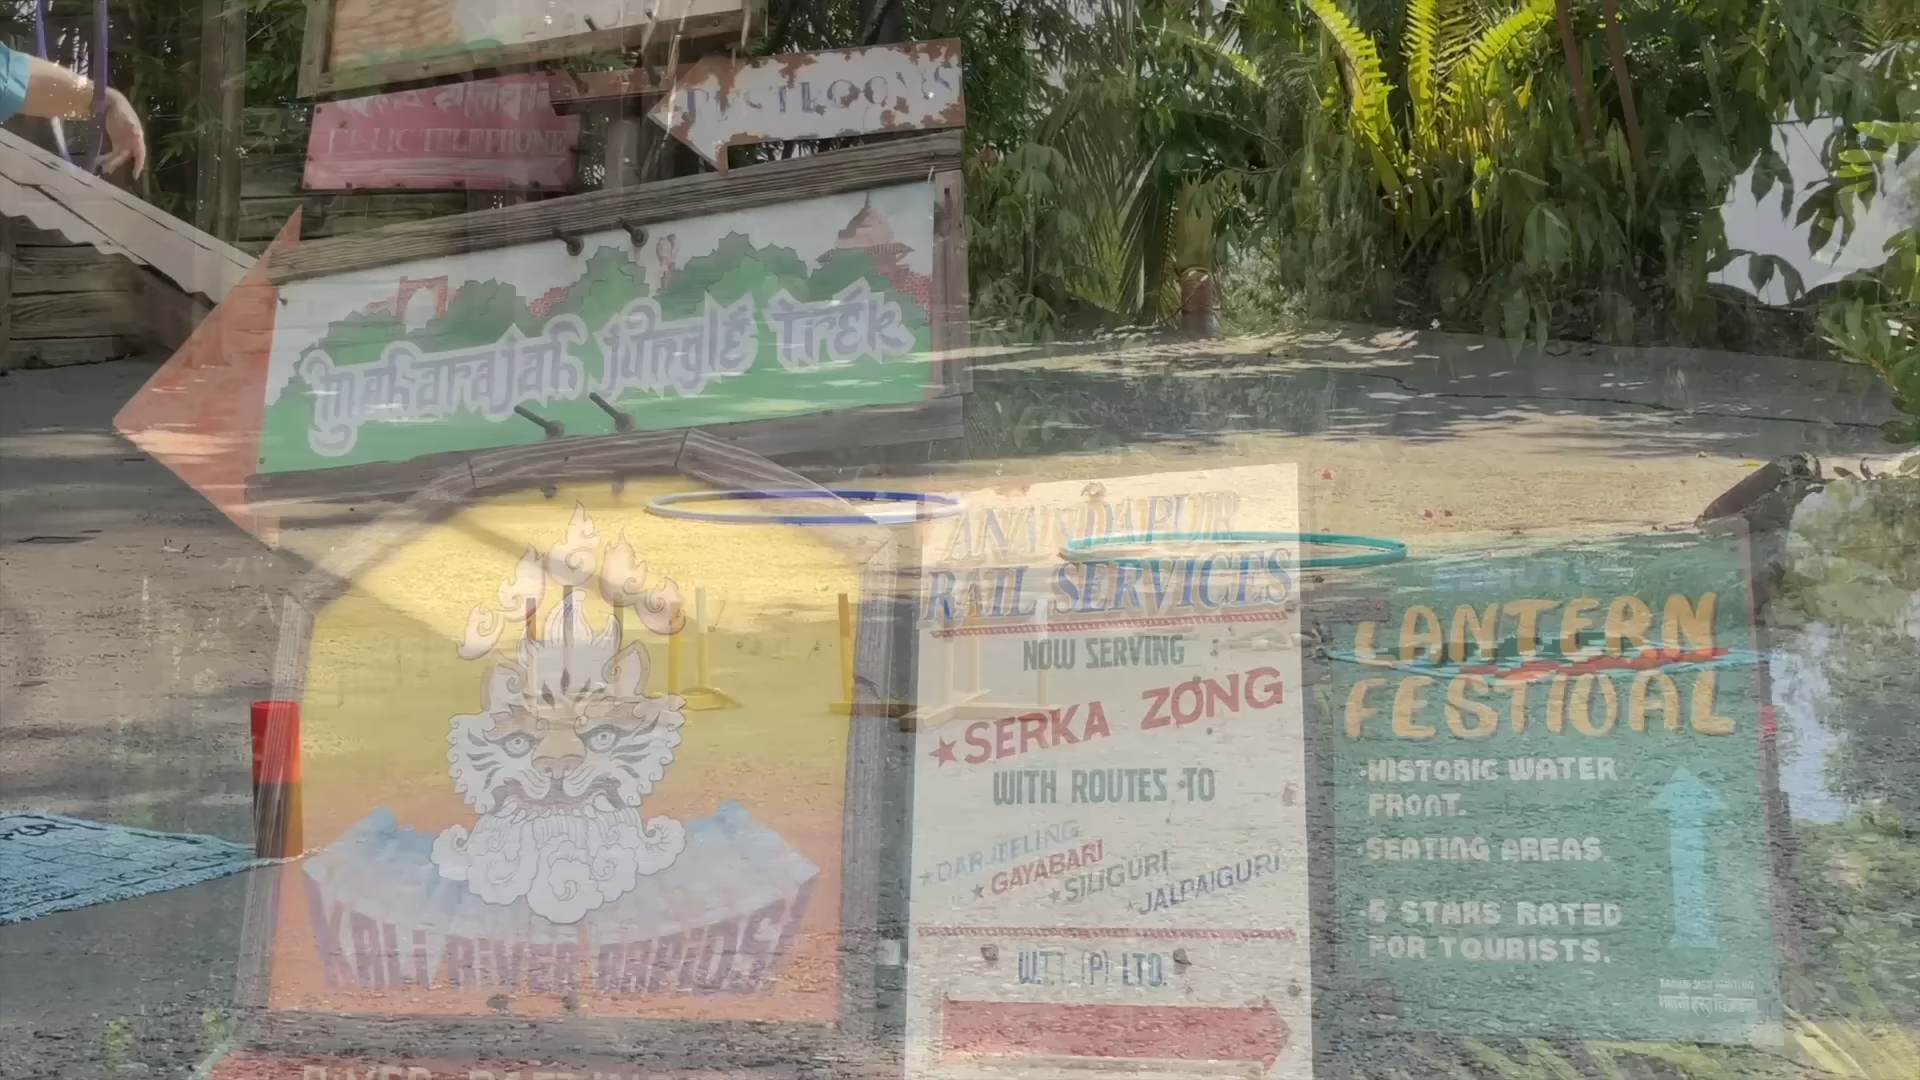 RESTROOMS
PUBLIC TELEPHONE
maharajah jungle trek
ANANDAPUR
RAIL SERVICES
NOW SERVING
★SERKA ZONG
WITH ROUTES TO
★DARJEELING
★GAYABARI
★SILIGURI
★JALPAIGURI
W.T.T. (P) LTD.
LANTERN
FESTIVAL
·HISTORIC WATER
FRONT.
SEATING AREAS.
·5 STARS RATED
FOR TOURISTS.
KALI RIVER RAPIDS!